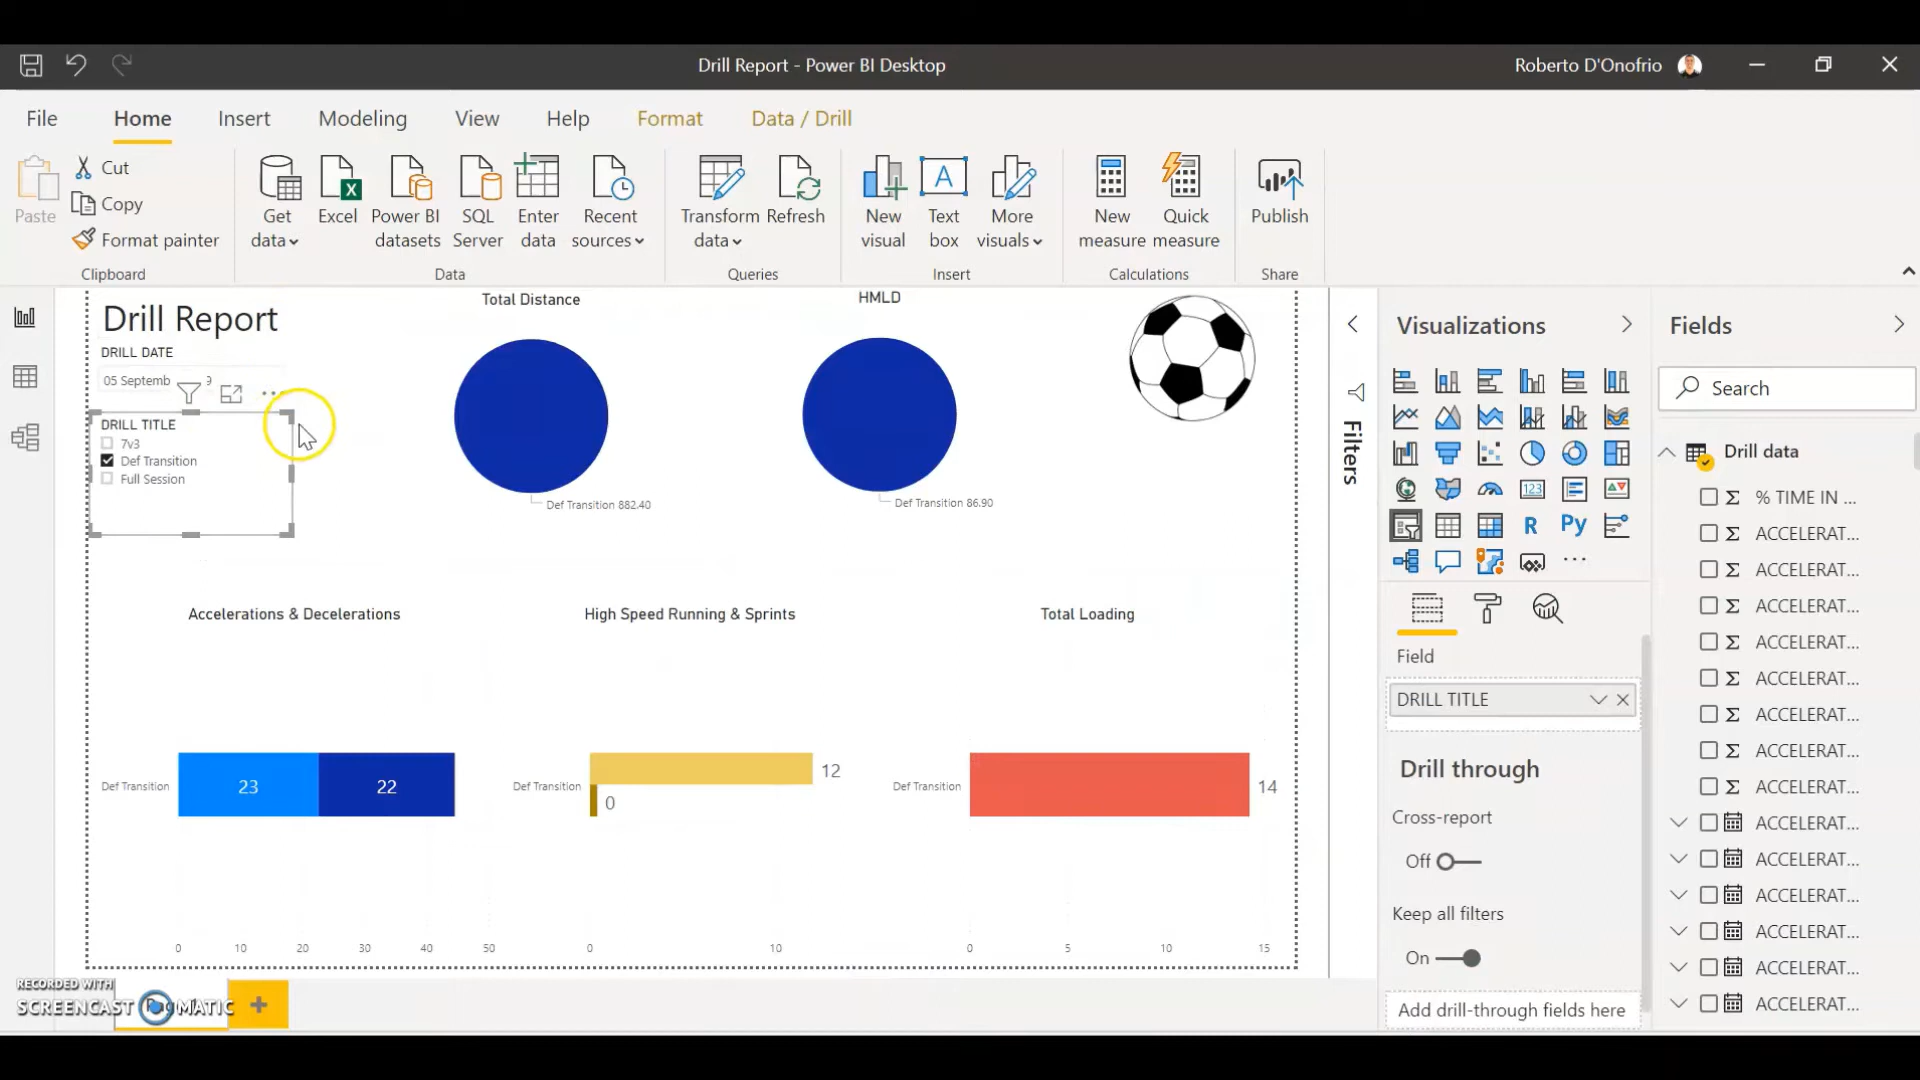 Drill Report - Power BI Desktop
Roberto D'Onofrio
File Home Insert Modeling View Help Format Data / Drill
Paste
Cut
Copy
Format painter
Clipboard
Get data
Excel
Power BI datasets
SQL Server
Enter data
Recent sources
Data
Transform data
Refresh
Queries
New visual
Text box
More visuals
Insert
New measure
Quick measure
Calculations
Publish
Share
Drill Report
DRILL DATE
05 Septemb 9
DRILL TITLE
7v3
Def Transition
Full Session
Total Distance
Def Transition 882.40
HMLD
Def Transition 86.90
Accelerations & Decelerations
Def Transition
23 22
0 10 20 30 40 50
High Speed Running & Sprints
Def Transition
12
0
0 10
Total Loading
Def Transition
14
0 5 10 15
RECORDED WITH
SCREENCAST MATIC
+
Filters
Visualizations
R Py
123
Field
DRILL TITLE
Drill through
Cross-report
Off
Keep all filters
On
Add drill-through fields here
Fields
Search
Drill data
% TIME IN ...
ACCELERAT...
ACCELERAT...
ACCELERAT...
ACCELERAT...
ACCELERAT...
ACCELERAT...
ACCELERAT...
ACCELERAT...
ACCELERAT...
ACCELERAT...
ACCELERAT...
ACCELERAT...
ACCELERAT...
ACCELERAT...